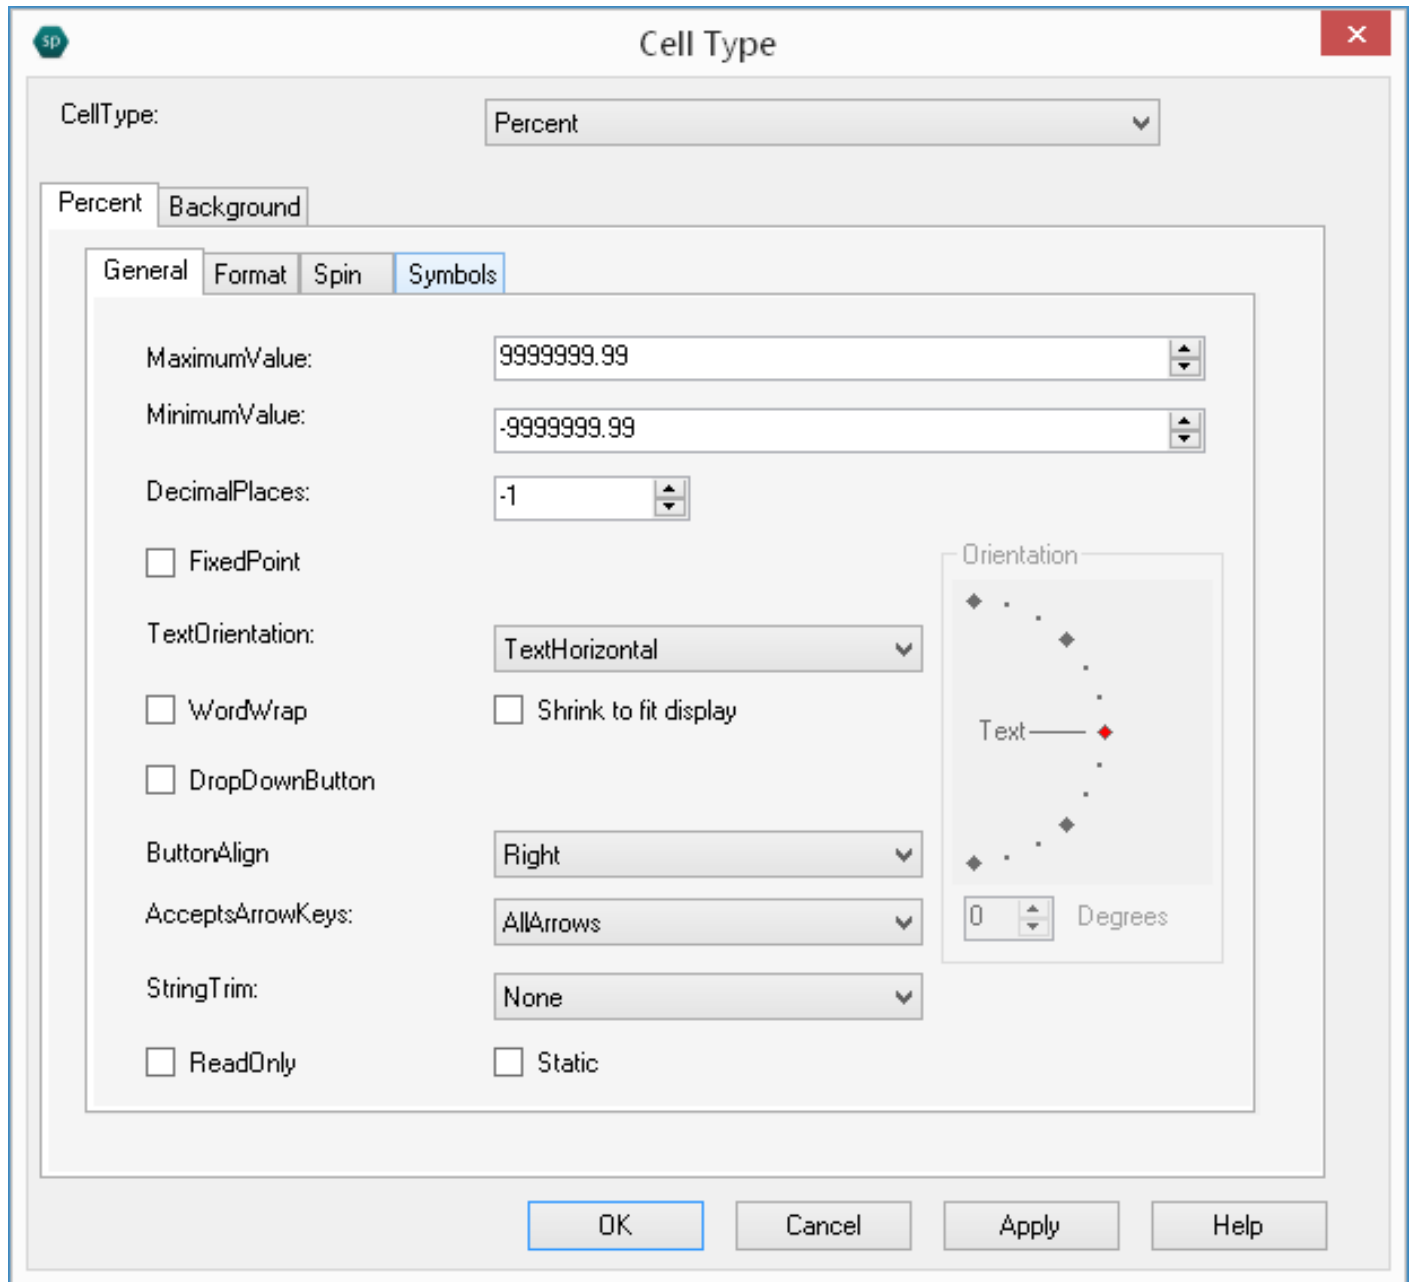 sp
Cell Type
CellType:
Percent
Percent Background
General Format Spin Symbols
MaximumValue:
9999999.99
MinimumValue:
-9999999.99
DecimalPlaces:
-1
FixedPoint
Orientation
TextOrientation:
TextHorizontal
WordWrap
Shrink to fit display
Text
DropDownButton
ButtonAlign
Right
AcceptsArrowKeys:
AllArrows
0 Degrees
StringTrim:
None
ReadOnly
Static
OK Cancel Apply Help